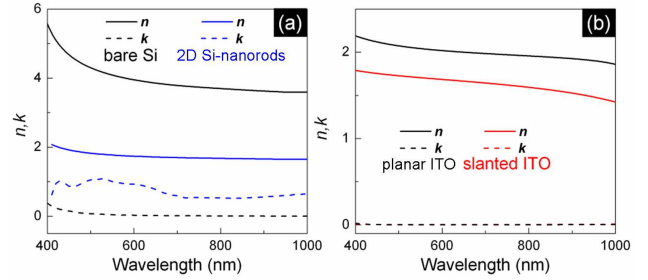 (a)
n n
k k
bare Si 2D Si-nanorods
n,k
6
4
2
0
400 600 800 1000
Wavelength (nm)
(b)
n n
k k
planar ITO slanted ITO
n,k
2
1
0
400 600 800 1000
Wavelength (nm)